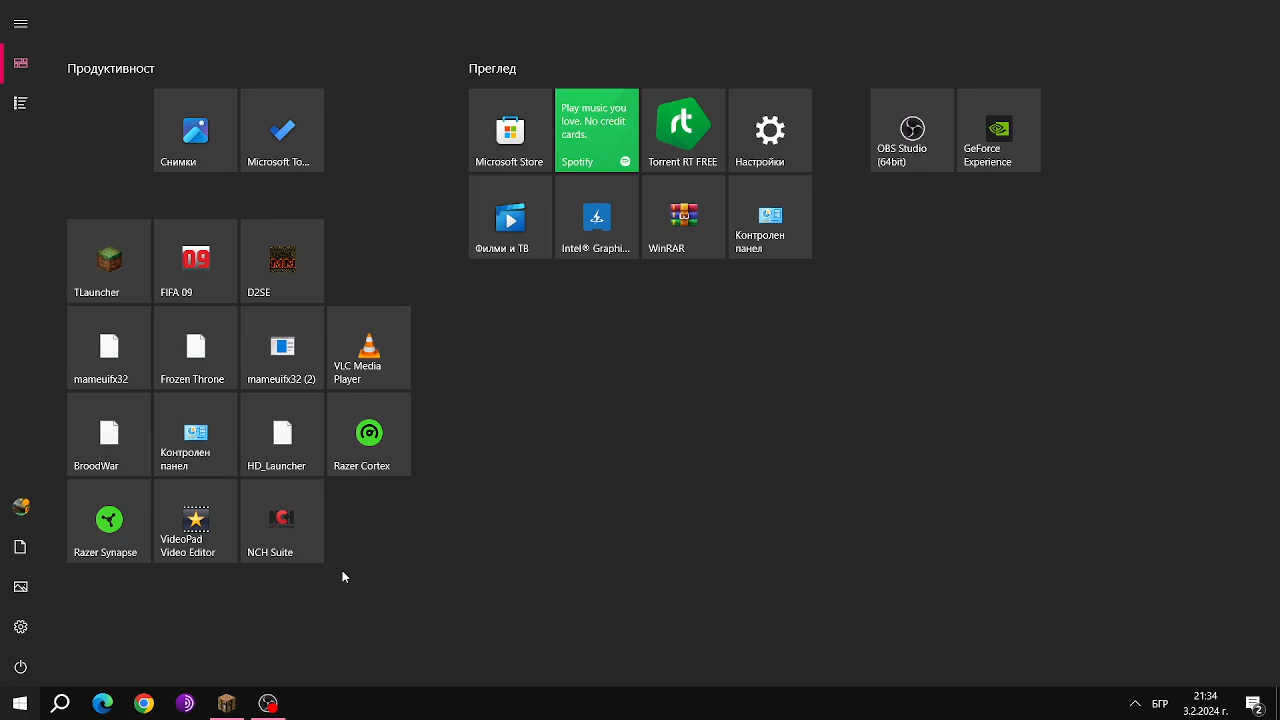 Продуктивност
Снимки
Microsoft To...
TLauncher
FIFA 09
D2SE
mameuifx32
Frozen Throne
mameuifx32 (2)
VLC Media
Player
BroodWar
Контролен
панел
HD_Launcher
Razer Cortex
Razer Synapse
VideoPad
Video Editor
NCH Suite
Преглед
Microsoft Store
Play music you
love. No credit
cards.
Spotify
Torrent RT FREE
Настройки
Филми и ТВ
Intel® Graphi...
WinRAR
Контролен
панел
OBS Studio
(64bit)
GeForce
Experience
БГР
21:34
3.2.2024 г.
2